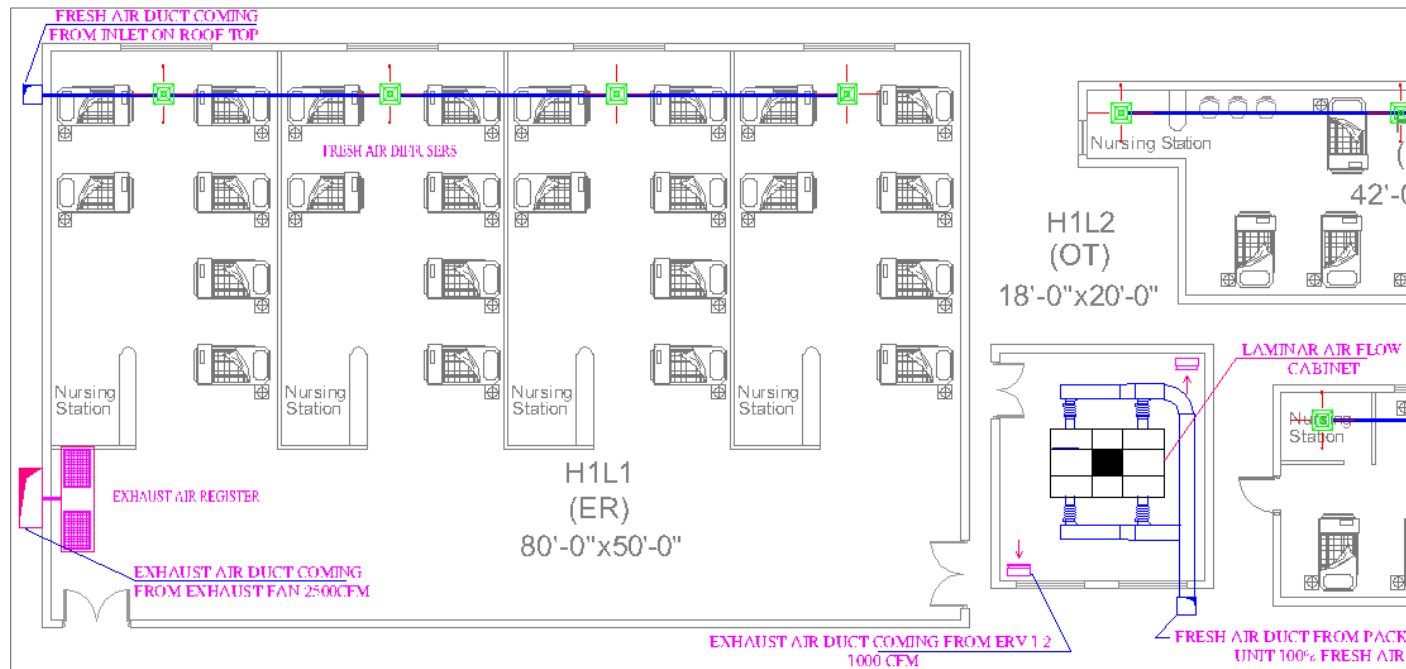 FRESH AIR DUCT COMING
FROM INLET ON ROOF TOP
FRESH AIR DIFFUSERS
Nursing Station
42'-0
H1L2
(OT)
18'-0"x20'-0"
Nursing
Station
Nursing
Station
Nursing
Station
Nursing
Station
LAMINAR AIR FLOW
CABINET
Nursing
Station
H1L1
(ER)
80'-0"x50'-0"
EXHAUST AIR REGISTER
EXHAUST AIR DUCT COMING
FROM EXHAUST FAN 2500CFM
EXHAUST AIR DUCT COMING FROM ERV 1-2
1000 CFM
FRESH AIR DUCT FROM PACK
UNIT 100% FRESH AIR